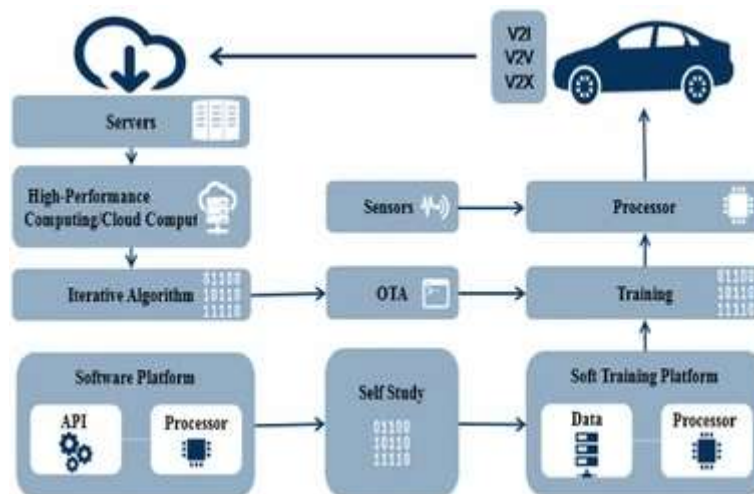 V2I
V2V
V2X
Servers
High-Performance
Computing/Cloud Comput
Sensors
Processor
Iterative Algorithm
01100
10110
11110
OTA
Training
01100
10110
11110
Software Platform
API
Processor
Self Study
01100
10110
11110
Soft Training Platform
Data
Processor